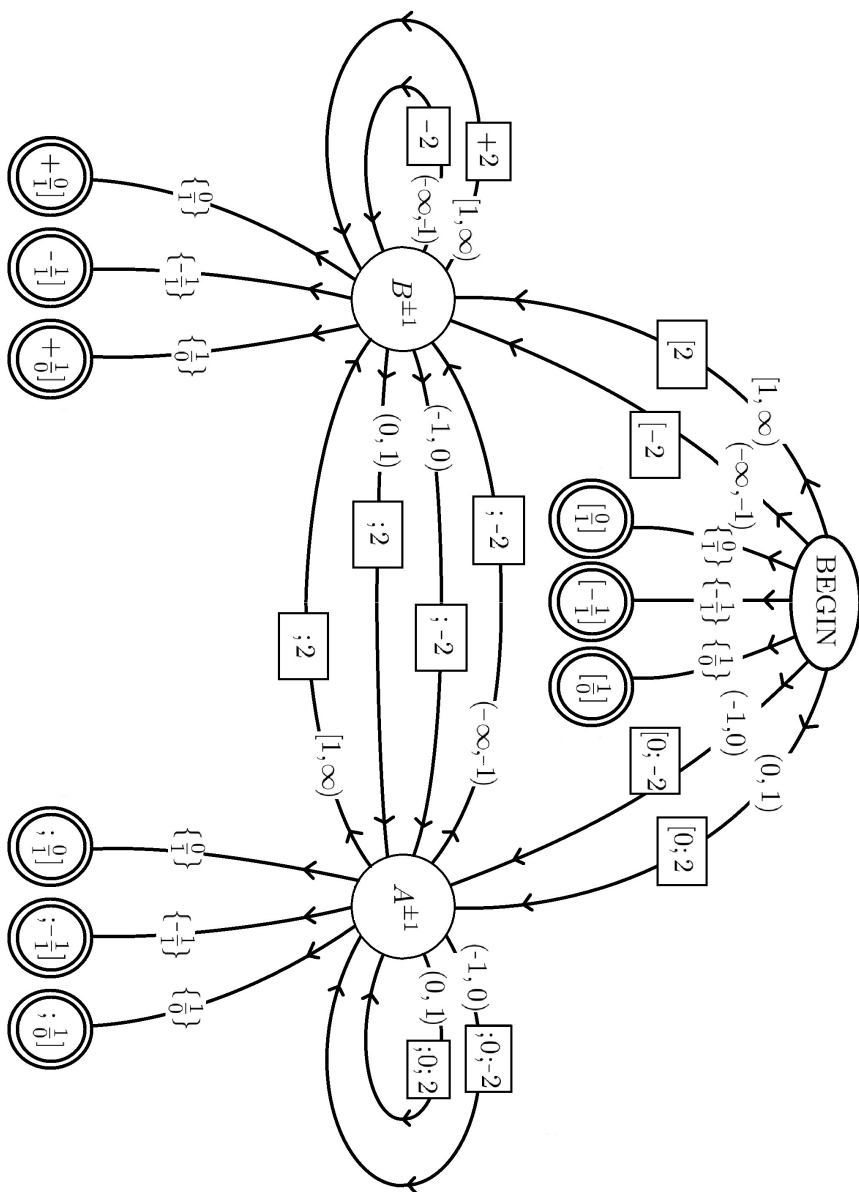 BEGIN
[1, ∞) (-∞,-1) {0/1} {-1/1} {1/0} (-1,0) (0, 1)
[2 [-2 [0/1] [-1/1] [1/0] [0;-2 [0;2
+2 ;-2 ;0;-2
[1, ∞) (-∞,-1) (-1, 0)
-2 (-∞,-1) (-1, 0) ;-2 (0, 1) ;0;2
B±1 (0, 1) ;2 A±1
;2 [1, ∞)
{0/1} {-1/1} {1/0} {0/1} {-1/1} {1/0}
+0/1] -1/1] +1/0] ;0/1] ;-1/1] ;1/0]